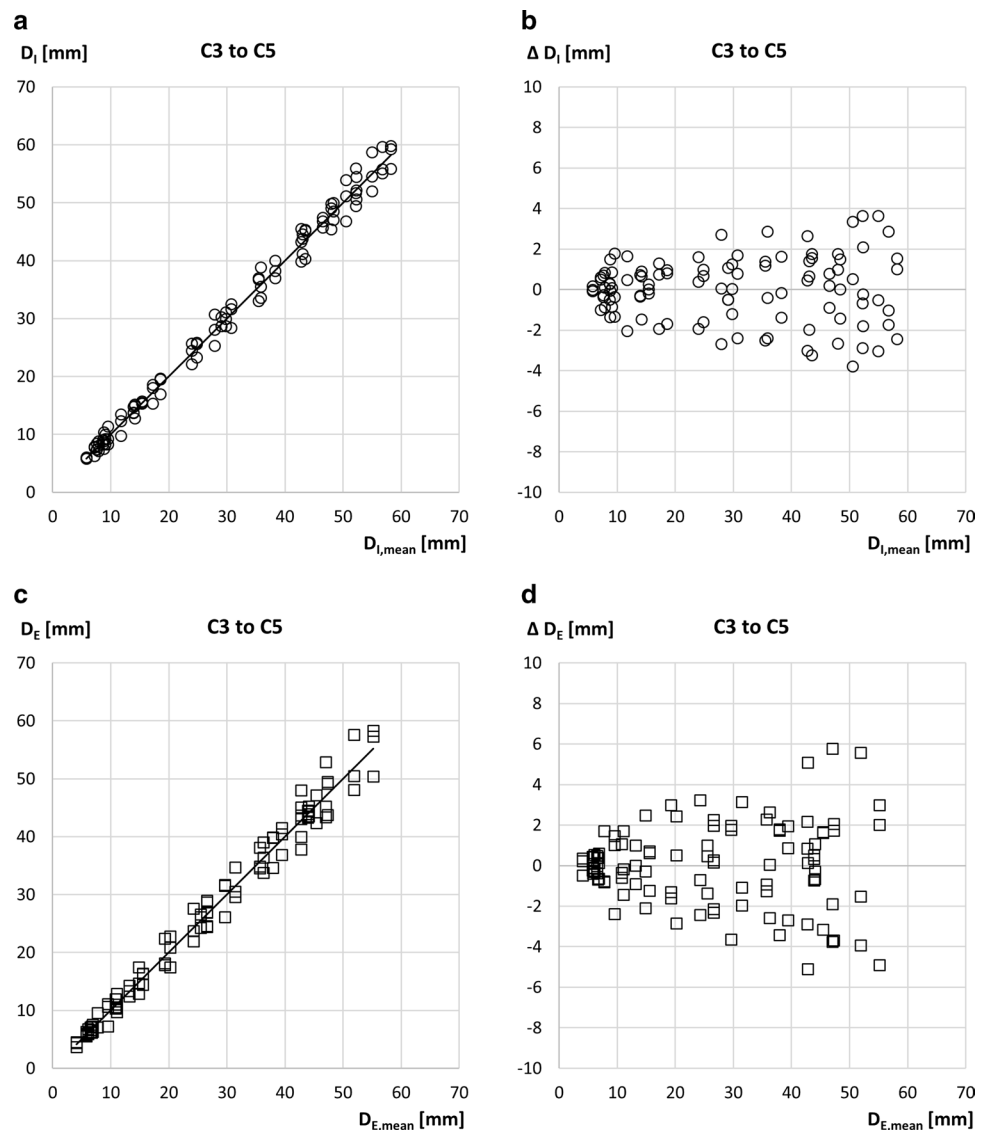 a
D_I [mm]
C3 to C5
70
60
50
40
30
20
10
0
0 10 20 30 40 50 60 70
D_I,mean [mm]
b
Δ D_I [mm]
C3 to C5
10
8
6
4
2
0
-2
-4
-6
-8
-10
0 10 20 30 40 50 60 70
D_I,mean [mm]
c
D_E [mm]
C3 to C5
70
60
50
40
30
20
10
0
0 10 20 30 40 50 60 70
D_E,mean [mm]
d
Δ D_E [mm]
C3 to C5
10
8
6
4
2
0
-2
-4
-6
-8
-10
0 10 20 30 40 50 60 70
D_E,mean [mm]